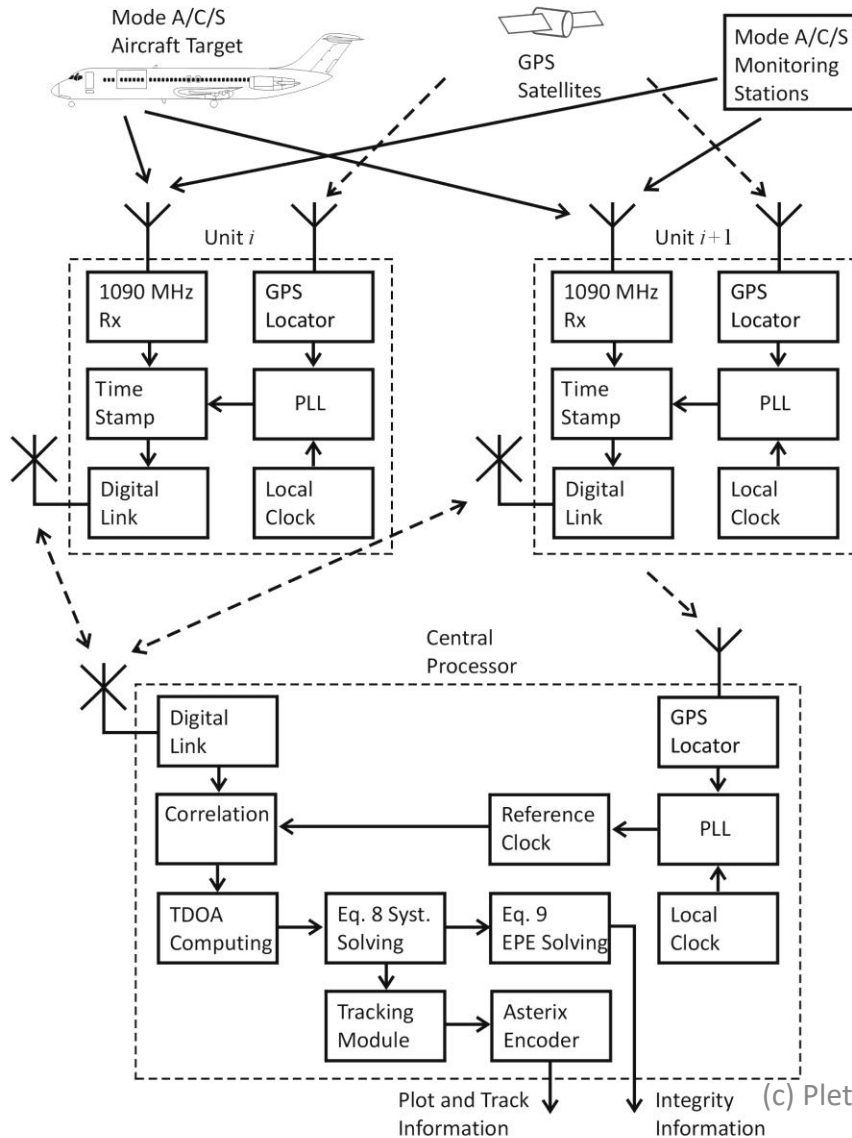 Mode A/C/S
Aircraft Target
GPS
Satellites
Mode A/C/S
Monitoring
Stations
Unit i
1090 MHz
Rx
GPS
Locator
Time
Stamp
PLL
Digital
Link
Local
Clock
Unit i+1
1090 MHz
Rx
GPS
Locator
Time
Stamp
PLL
Digital
Link
Local
Clock
Central
Processor
Digital
Link
GPS
Locator
Correlation
Reference
Clock
PLL
TDOA
Computing
Eq. 8 Syst.
Solving
Eq. 9
EPE Solving
Local
Clock
Tracking
Module
Asterix
Encoder
Plot and Track
Information
Integrity
Information
(c) Plet